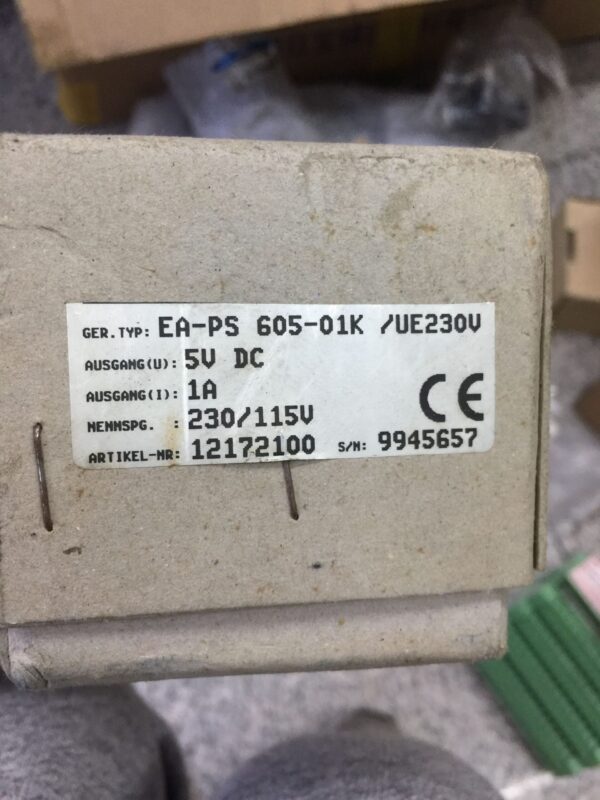 GER.TYP: EA-PS 605-01K /UE230V
AUSGANG(U): 5V DC
AUSGANG(I): 1A
NENNSPG. : 230/115V
ARTIKEL-NR: 12172100 S/N: 9945657
CE